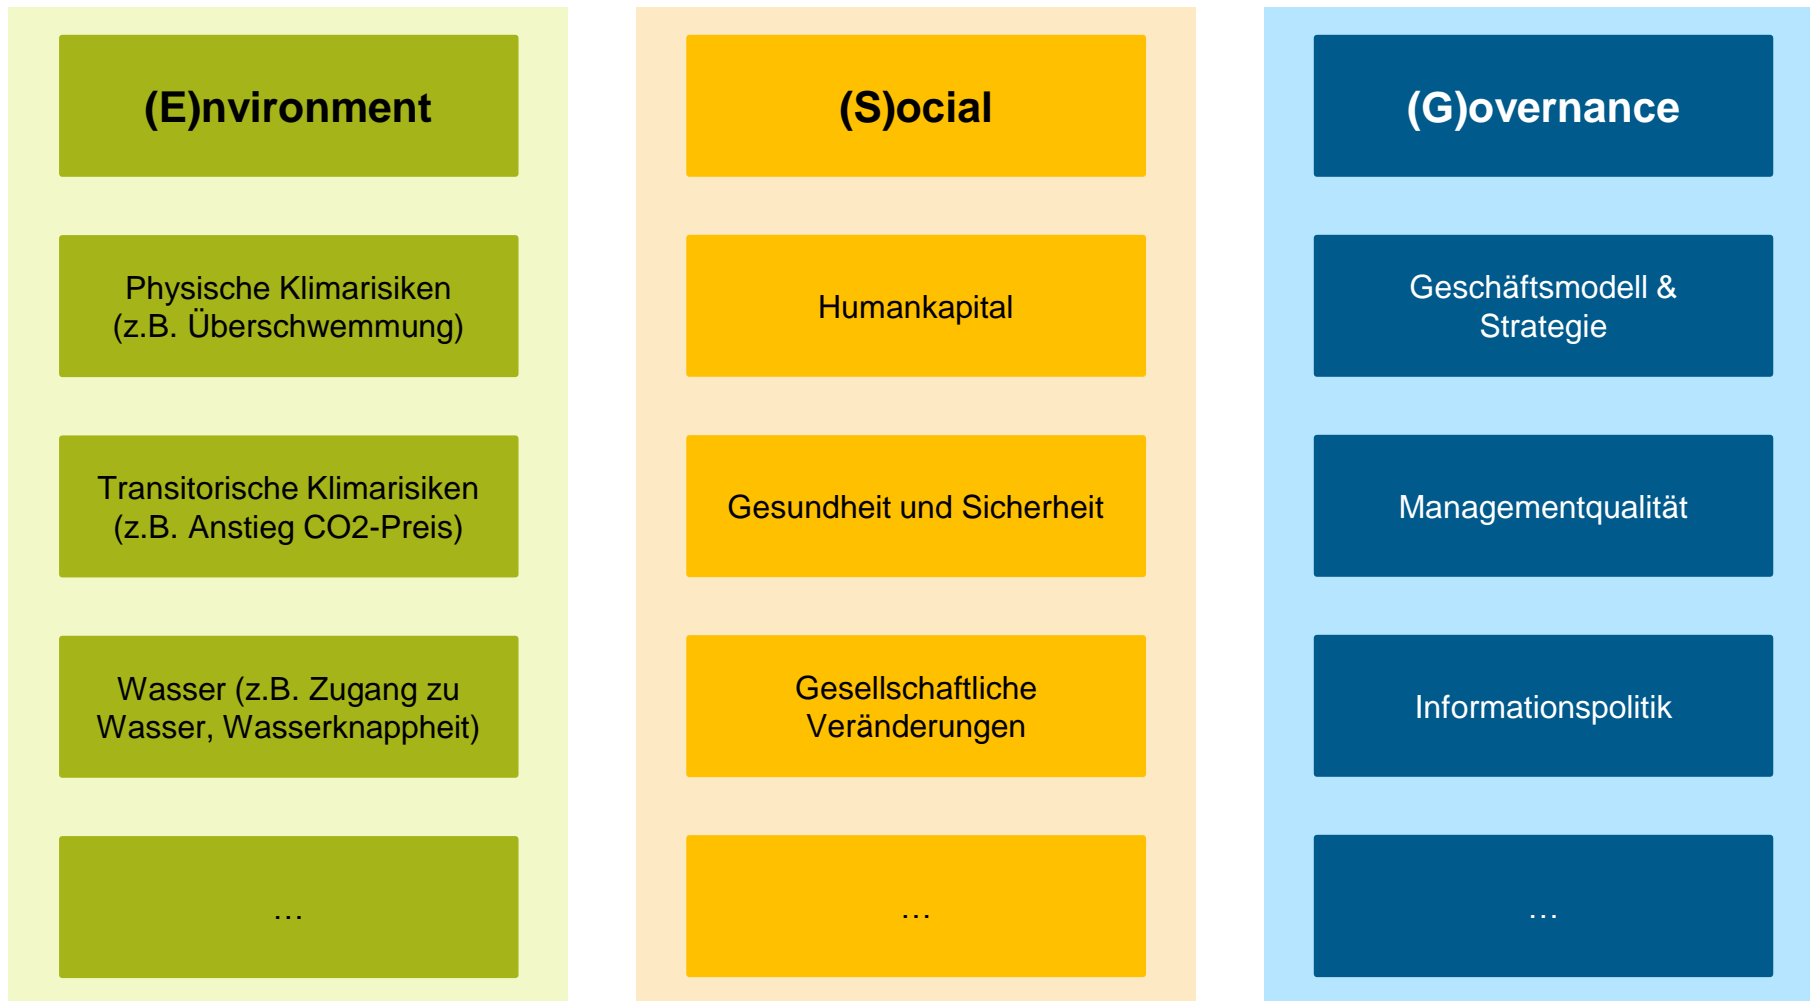 (E)nvironment
Physische Klimarisiken
(z.B. Überschwemmung)
Transitorische Klimarisiken
(z.B. Anstieg CO2-Preis)
Wasser (z.B. Zugang zu
Wasser, Wasserknappheit)
…
(S)ocial
Humankapital
Gesundheit und Sicherheit
Gesellschaftliche
Veränderungen
…
(G)overnance
Geschäftsmodell &
Strategie
Managementqualität
Informationspolitik
…